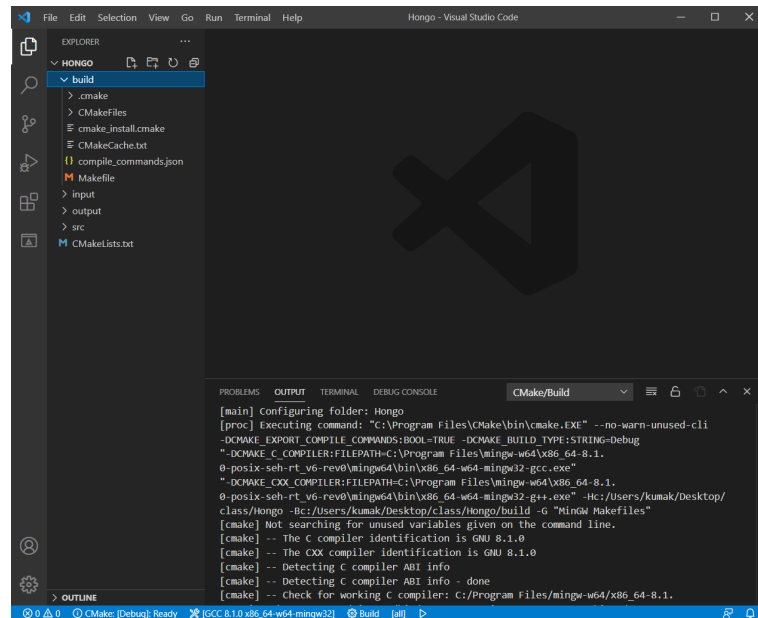 File Edit Selection View Go Run Terminal Help Hongo - Visual Studio Code
EXPLORER
HONGO
build
.cmake
CMakeFiles
cmake_install.cmake
CMakeCache.txt
{} compile_commands.json
M Makefile
input
output
src
M CMakeLists.txt
OUTLINE
PROBLEMS OUTPUT TERMINAL DEBUG CONSOLE CMake/Build
[main] Configuring folder: Hongo
[proc] Executing command: "C:\Program Files\CMake\bin\cmake.EXE" --no-warn-unused-cli
-DCMAKE_EXPORT_COMPILE_COMMANDS:BOOL=TRUE -DCMAKE_BUILD_TYPE:STRING=Debug
"-DCMAKE_C_COMPILER:FILEPATH=C:\Program Files\mingw-w64\x86_64-8.1.
0-posix-seh-rt_v6-rev0\mingw64\bin\x86_64-w64-mingw32-gcc.exe"
"-DCMAKE_CXX_COMPILER:FILEPATH=C:\Program Files\mingw-w64\x86_64-8.1.
0-posix-seh-rt_v6-rev0\mingw64\bin\x86_64-w64-mingw32-g++.exe" -Hc:/Users/kumak/Desktop/
class/Hongo -Bc:/Users/kumak/Desktop/class/Hongo/build -G "MinGW Makefiles"
[cmake] Not searching for unused variables given on the command line.
[cmake] -- The C compiler identification is GNU 8.1.0
[cmake] -- The CXX compiler identification is GNU 8.1.0
[cmake] -- Detecting C compiler ABI info
[cmake] -- Detecting C compiler ABI info - done
[cmake] -- Check for working C compiler: C:/Program Files/mingw-w64/x86_64-8.1.
0 0 CMake: [Debug]: Ready [GCC 8.1.0 x86_64-w64-mingw32] Build [all]